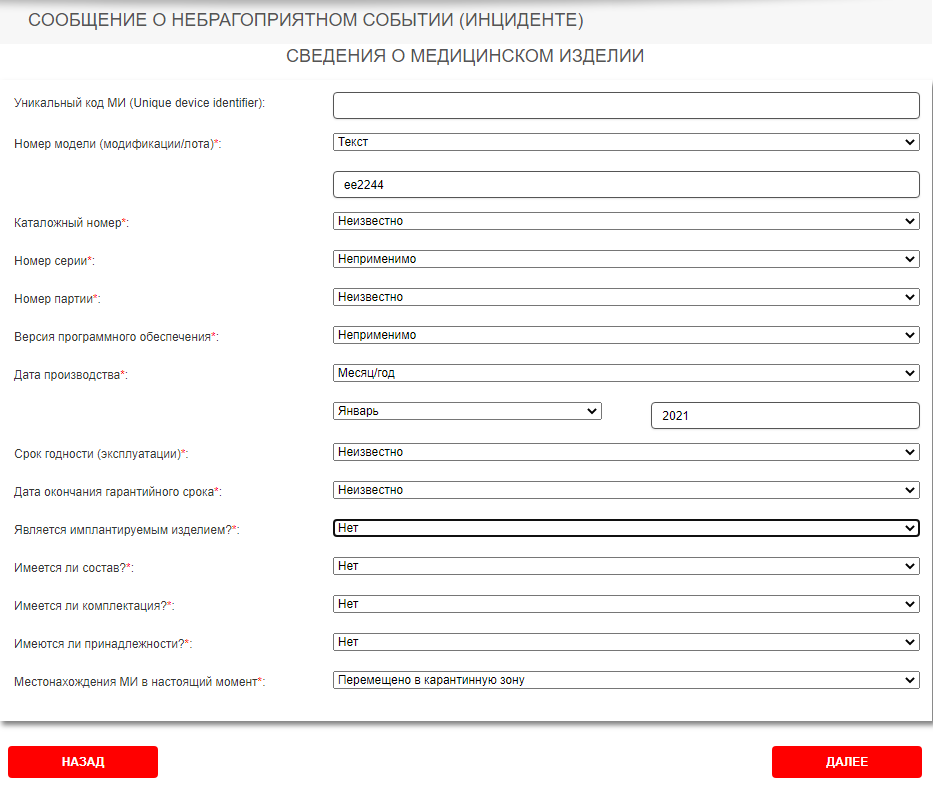 СООБЩЕНИЕ О НЕБРАГОПРИЯТНОМ СОБЫТИИ (ИНЦИДЕНТЕ)
СВЕДЕНИЯ О МЕДИЦИНСКОМ ИЗДЕЛИИ
Уникальный код МИ (Unique device identifier):
Номер модели (модификации/лота)*: Текст
ee2244
Каталожный номер*: Неизвестно
Номер серии*: Неприменимо
Номер партии*: Неизвестно
Версия программного обеспечения*: Неприменимо
Дата производства*: Месяц/год
Январь 2021
Срок годности (эксплуатации)*: Неизвестно
Дата окончания гарантийного срока*: Неизвестно
Является имплантируемым изделием?*: Нет
Имеется ли состав?*: Нет
Имеется ли комплектация?*: Нет
Имеются ли принадлежности?*: Нет
Местонахождения МИ в настоящий момент*: Перемещено в карантинную зону
НАЗАД ДАЛЕЕ